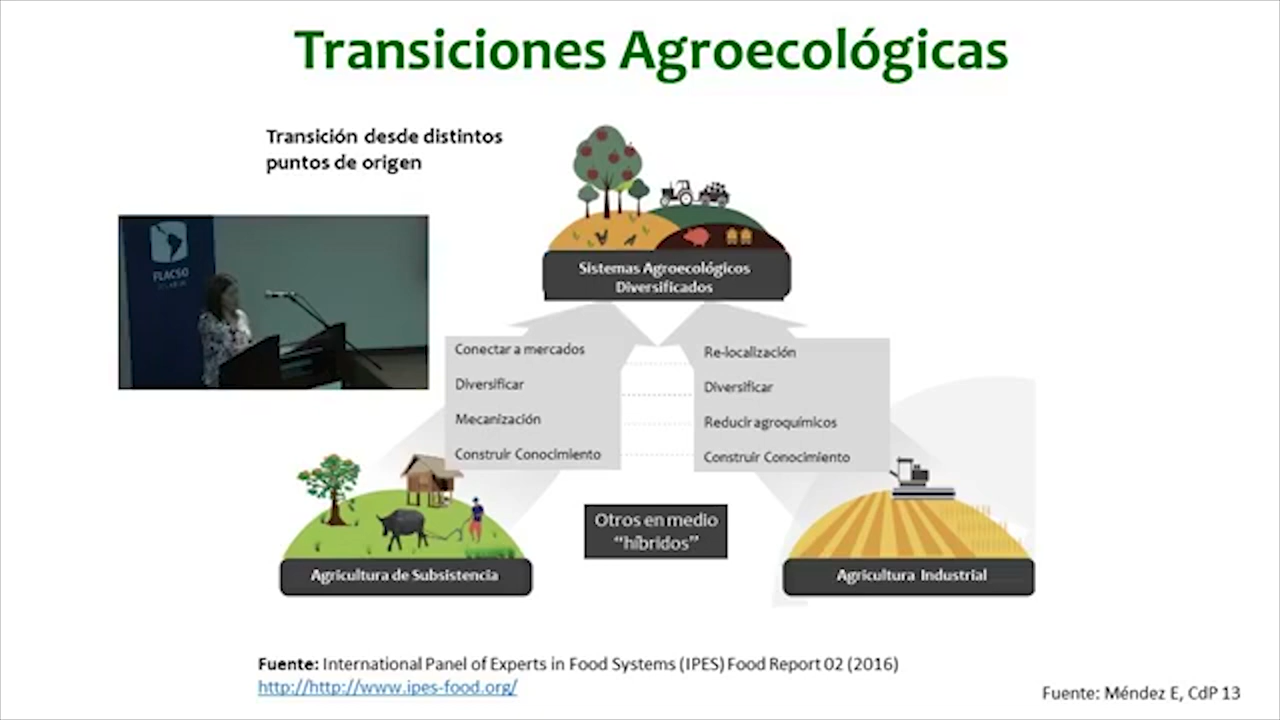 Transiciones Agroecológicas
Transición desde distintos
puntos de origen
FLACSO
Sistemas Agroecológicos
Diversificados
Conectar a mercados
Diversificar
Mecanización
Construir Conocimiento
Re-localización
Diversificar
Reducir agroquímicos
Construir Conocimiento
Otros en medio
“híbridos”
Agricultura de Subsistencia
Agricultura Industrial
Fuente: International Panel of Experts in Food Systems (IPES) Food Report 02 (2016)
http://http://www.ipes-food.org/
Fuente: Méndez E, CdP 13